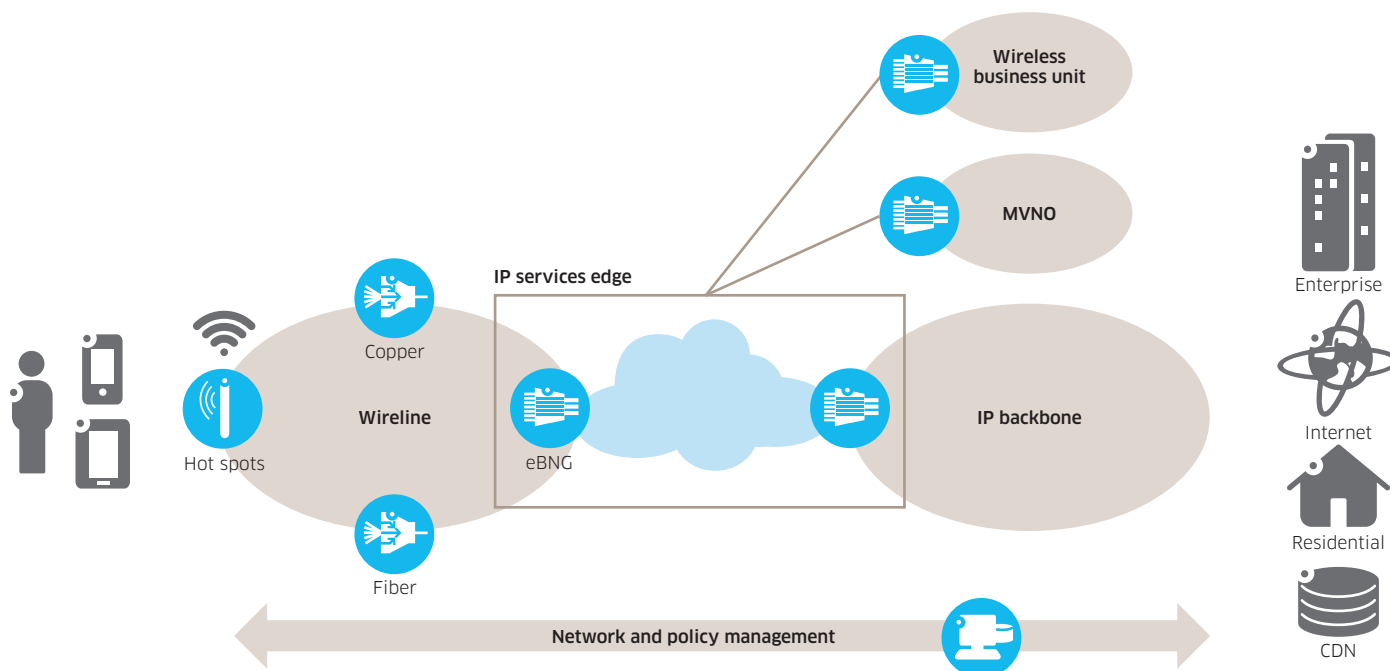 Wireless
business unit
MVNO
IP services edge
Enterprise
Copper
Internet
Wireline
IP backbone
Hot spots
eBNG
Residential
Fiber
Network and policy management
CDN